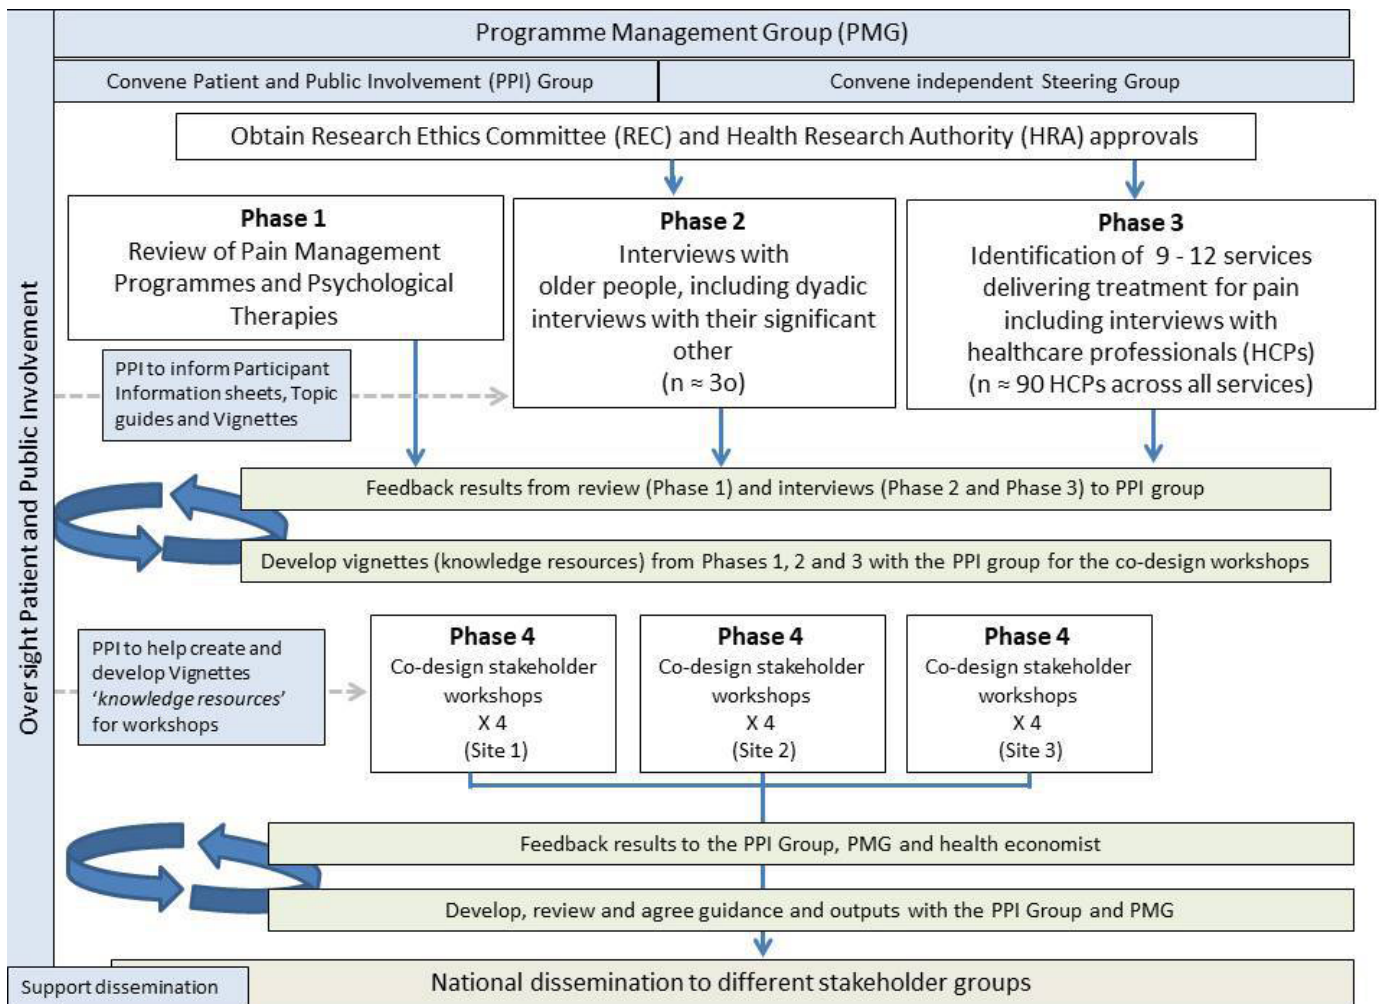 Programme Management Group (PMG)
Convene Patient and Public Involvement (PPI) Group
Convene independent Steering Group
Obtain Research Ethics Committee (REC) and Health Research Authority (HRA) approvals
Oversight Patient and Public Involvement
Phase 1
Review of Pain Management
Programmes and Psychological
Therapies
Phase 2
Interviews with
older people, including dyadic
interviews with their significant
other
(n ≈ 3o)
Phase 3
Identification of 9 - 12 services
delivering treatment for pain
including interviews with
healthcare professionals (HCPs)
(n ≈ 90 HCPs across all services)
PPI to inform Participant
Information sheets, Topic
guides and Vignettes
Feedback results from review (Phase 1) and interviews (Phase 2 and Phase 3) to PPI group
Develop vignettes (knowledge resources) from Phases 1, 2 and 3 with the PPI group for the co-design workshops
PPI to help create and
develop Vignettes
‘knowledge resources’
for workshops
Phase 4
Co-design stakeholder
workshops
X 4
(Site 1)
Phase 4
Co-design stakeholder
workshops
X 4
(Site 2)
Phase 4
Co-design stakeholder
workshops
X 4
(Site 3)
Feedback results to the PPI Group, PMG and health economist
Develop, review and agree guidance and outputs with the PPI Group and PMG
Support dissemination
National dissemination to different stakeholder groups